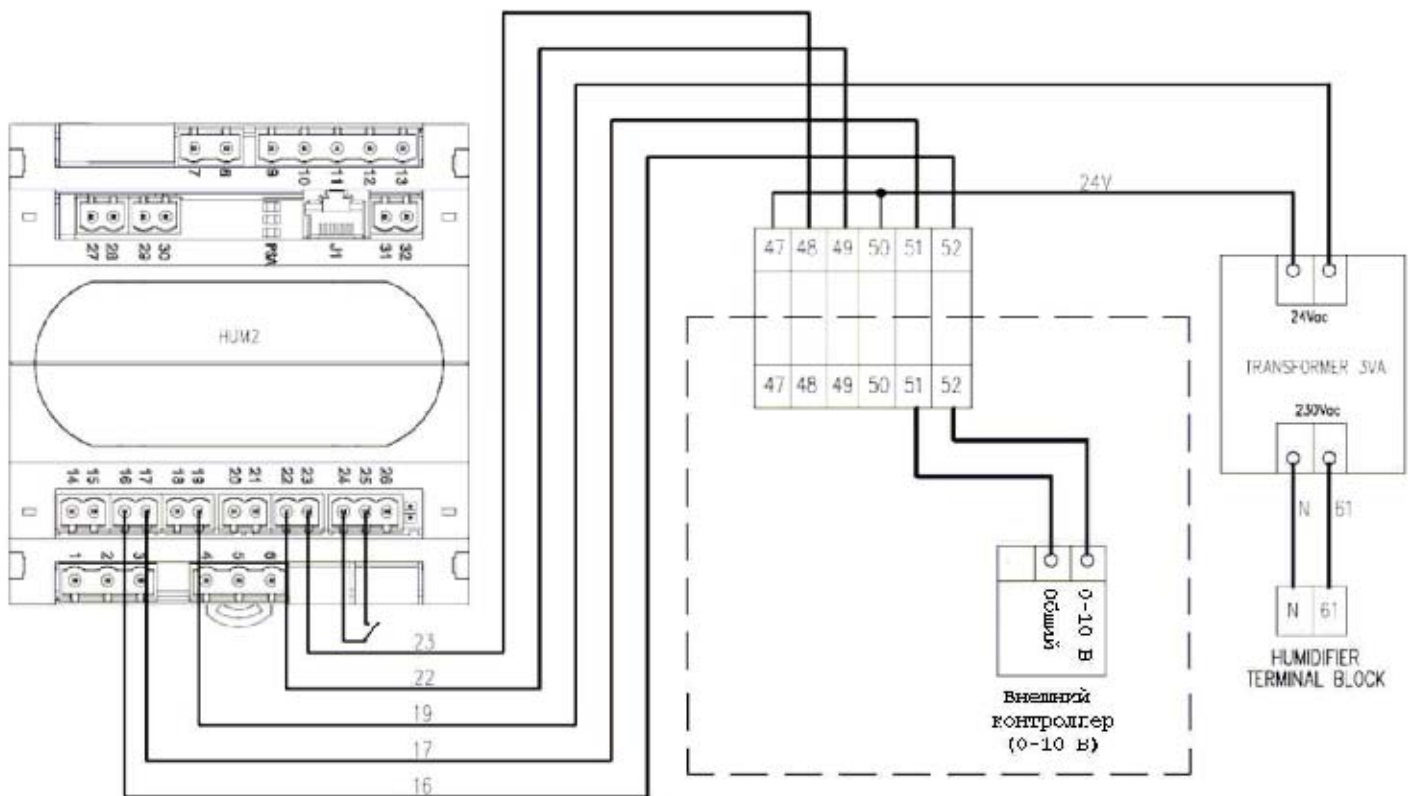 7 8 9 10 11 12 13
27 28 29 30 J1 31 32
HUM2
14 15 16 17 18 19 20 21 22 23 24 25 26
1 2 3 4 5 6
23
22
19
17
16
24V
47 48 49 50 51 52
47 48 49 50 51 52
Общий
0-10 В
Внешний
контроллер
(0-10 В)
24Vac
TRANSFORMER 3VA
230Vac
N 61
N 61
HUMIDIFIER
TERMINAL BLOCK